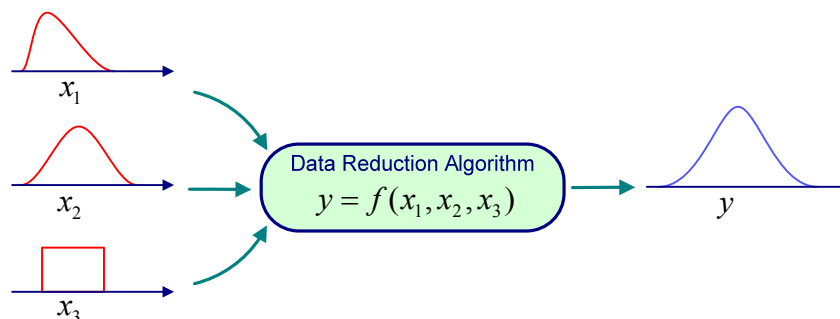 x₁
x₂
x₃
Data Reduction Algorithm
y = f(x₁, x₂, x₃)
y